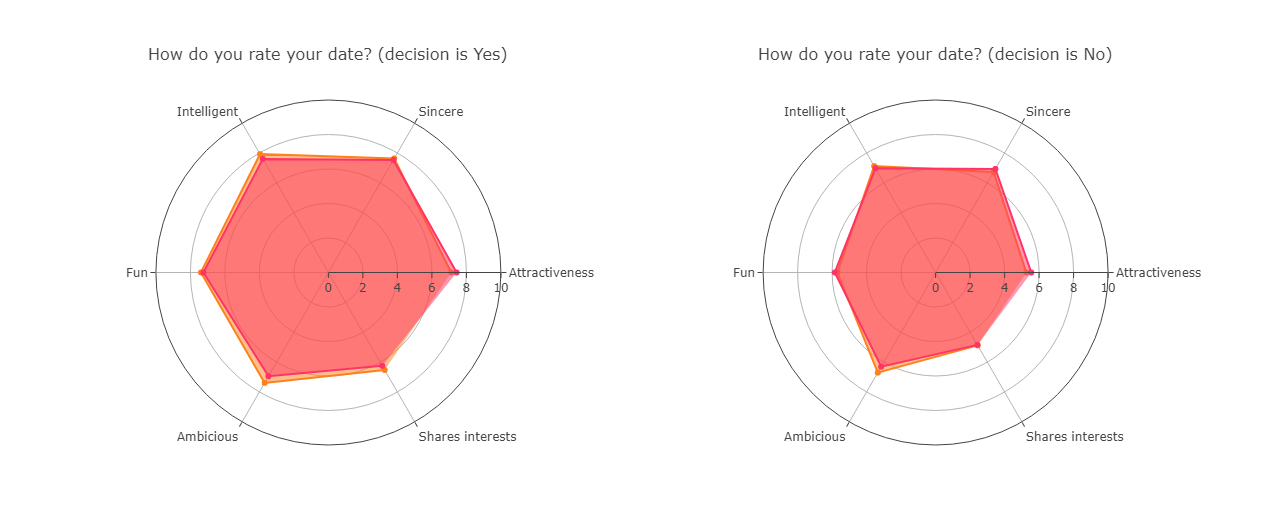 How do you rate your date? (decision is Yes)
Intelligent
Sincere
Fun
Attractiveness
0 2 4 6 8 10
Ambicious
Shares interests
How do you rate your date? (decision is No)
Intelligent
Sincere
Fun
Attractiveness
0 2 4 6 8 10
Ambicious
Shares interests